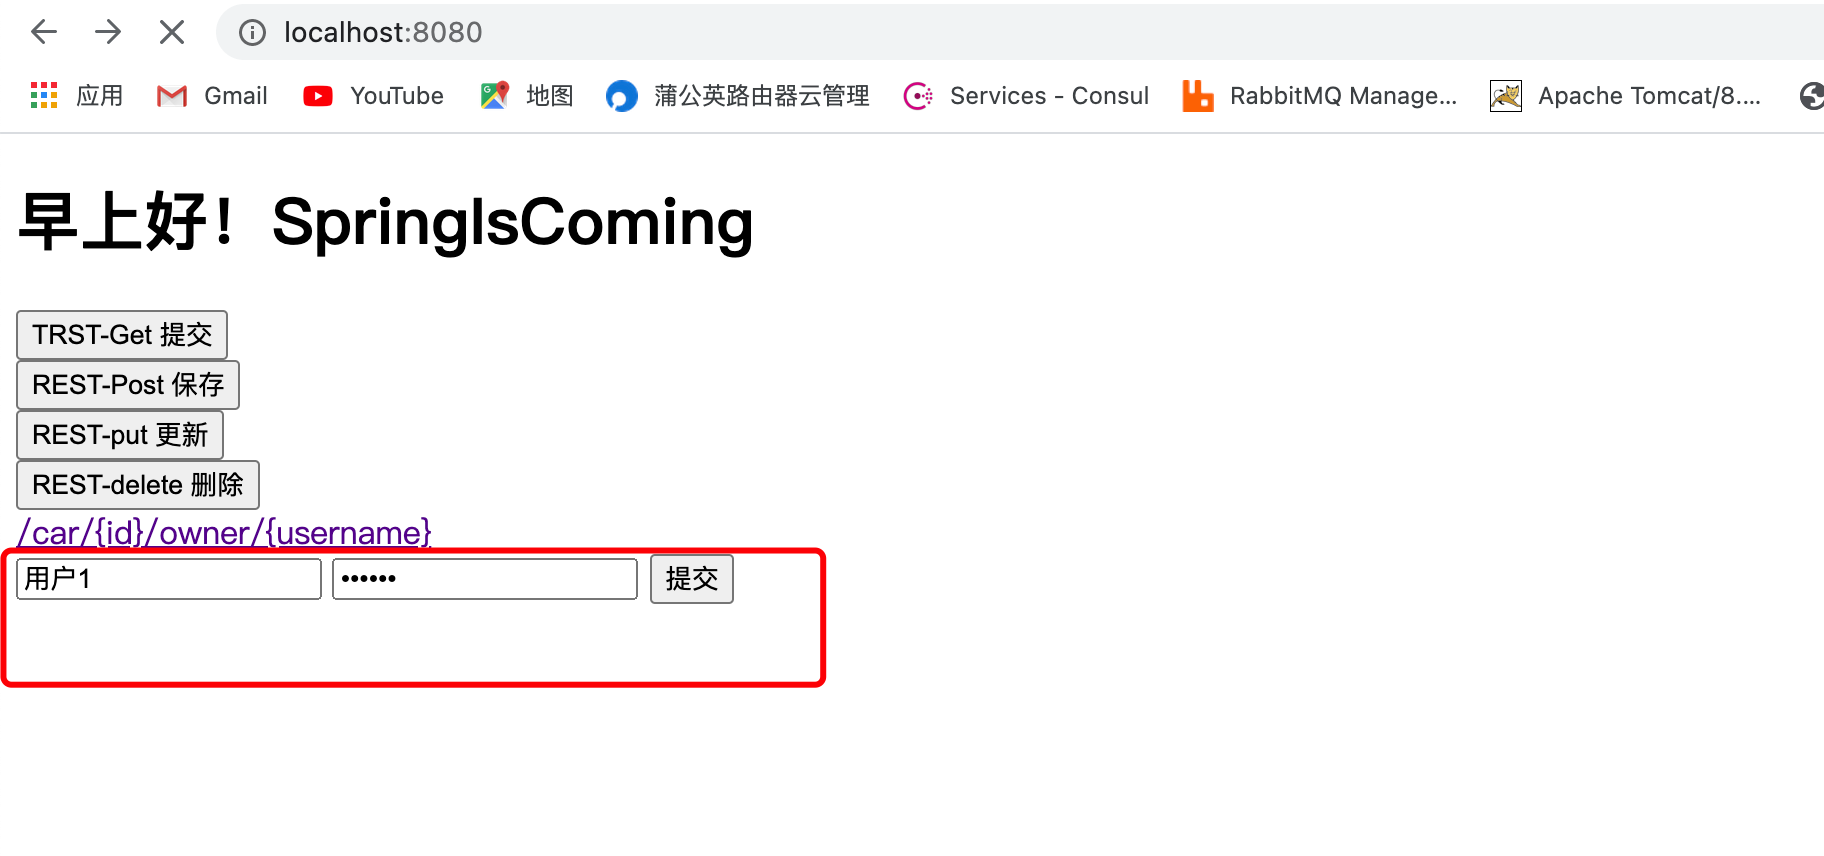 localhost:8080
应用 Gmail YouTube 地图 蒲公英路由器云管理 Services - Consul RabbitMQ Manage... Apache Tomcat/8....
早上好！SpringIsComing
TRST-Get 提交
REST-Post 保存
REST-put 更新
REST-delete 删除
/car/{id}/owner/{username}
用户1 •••••• 提交